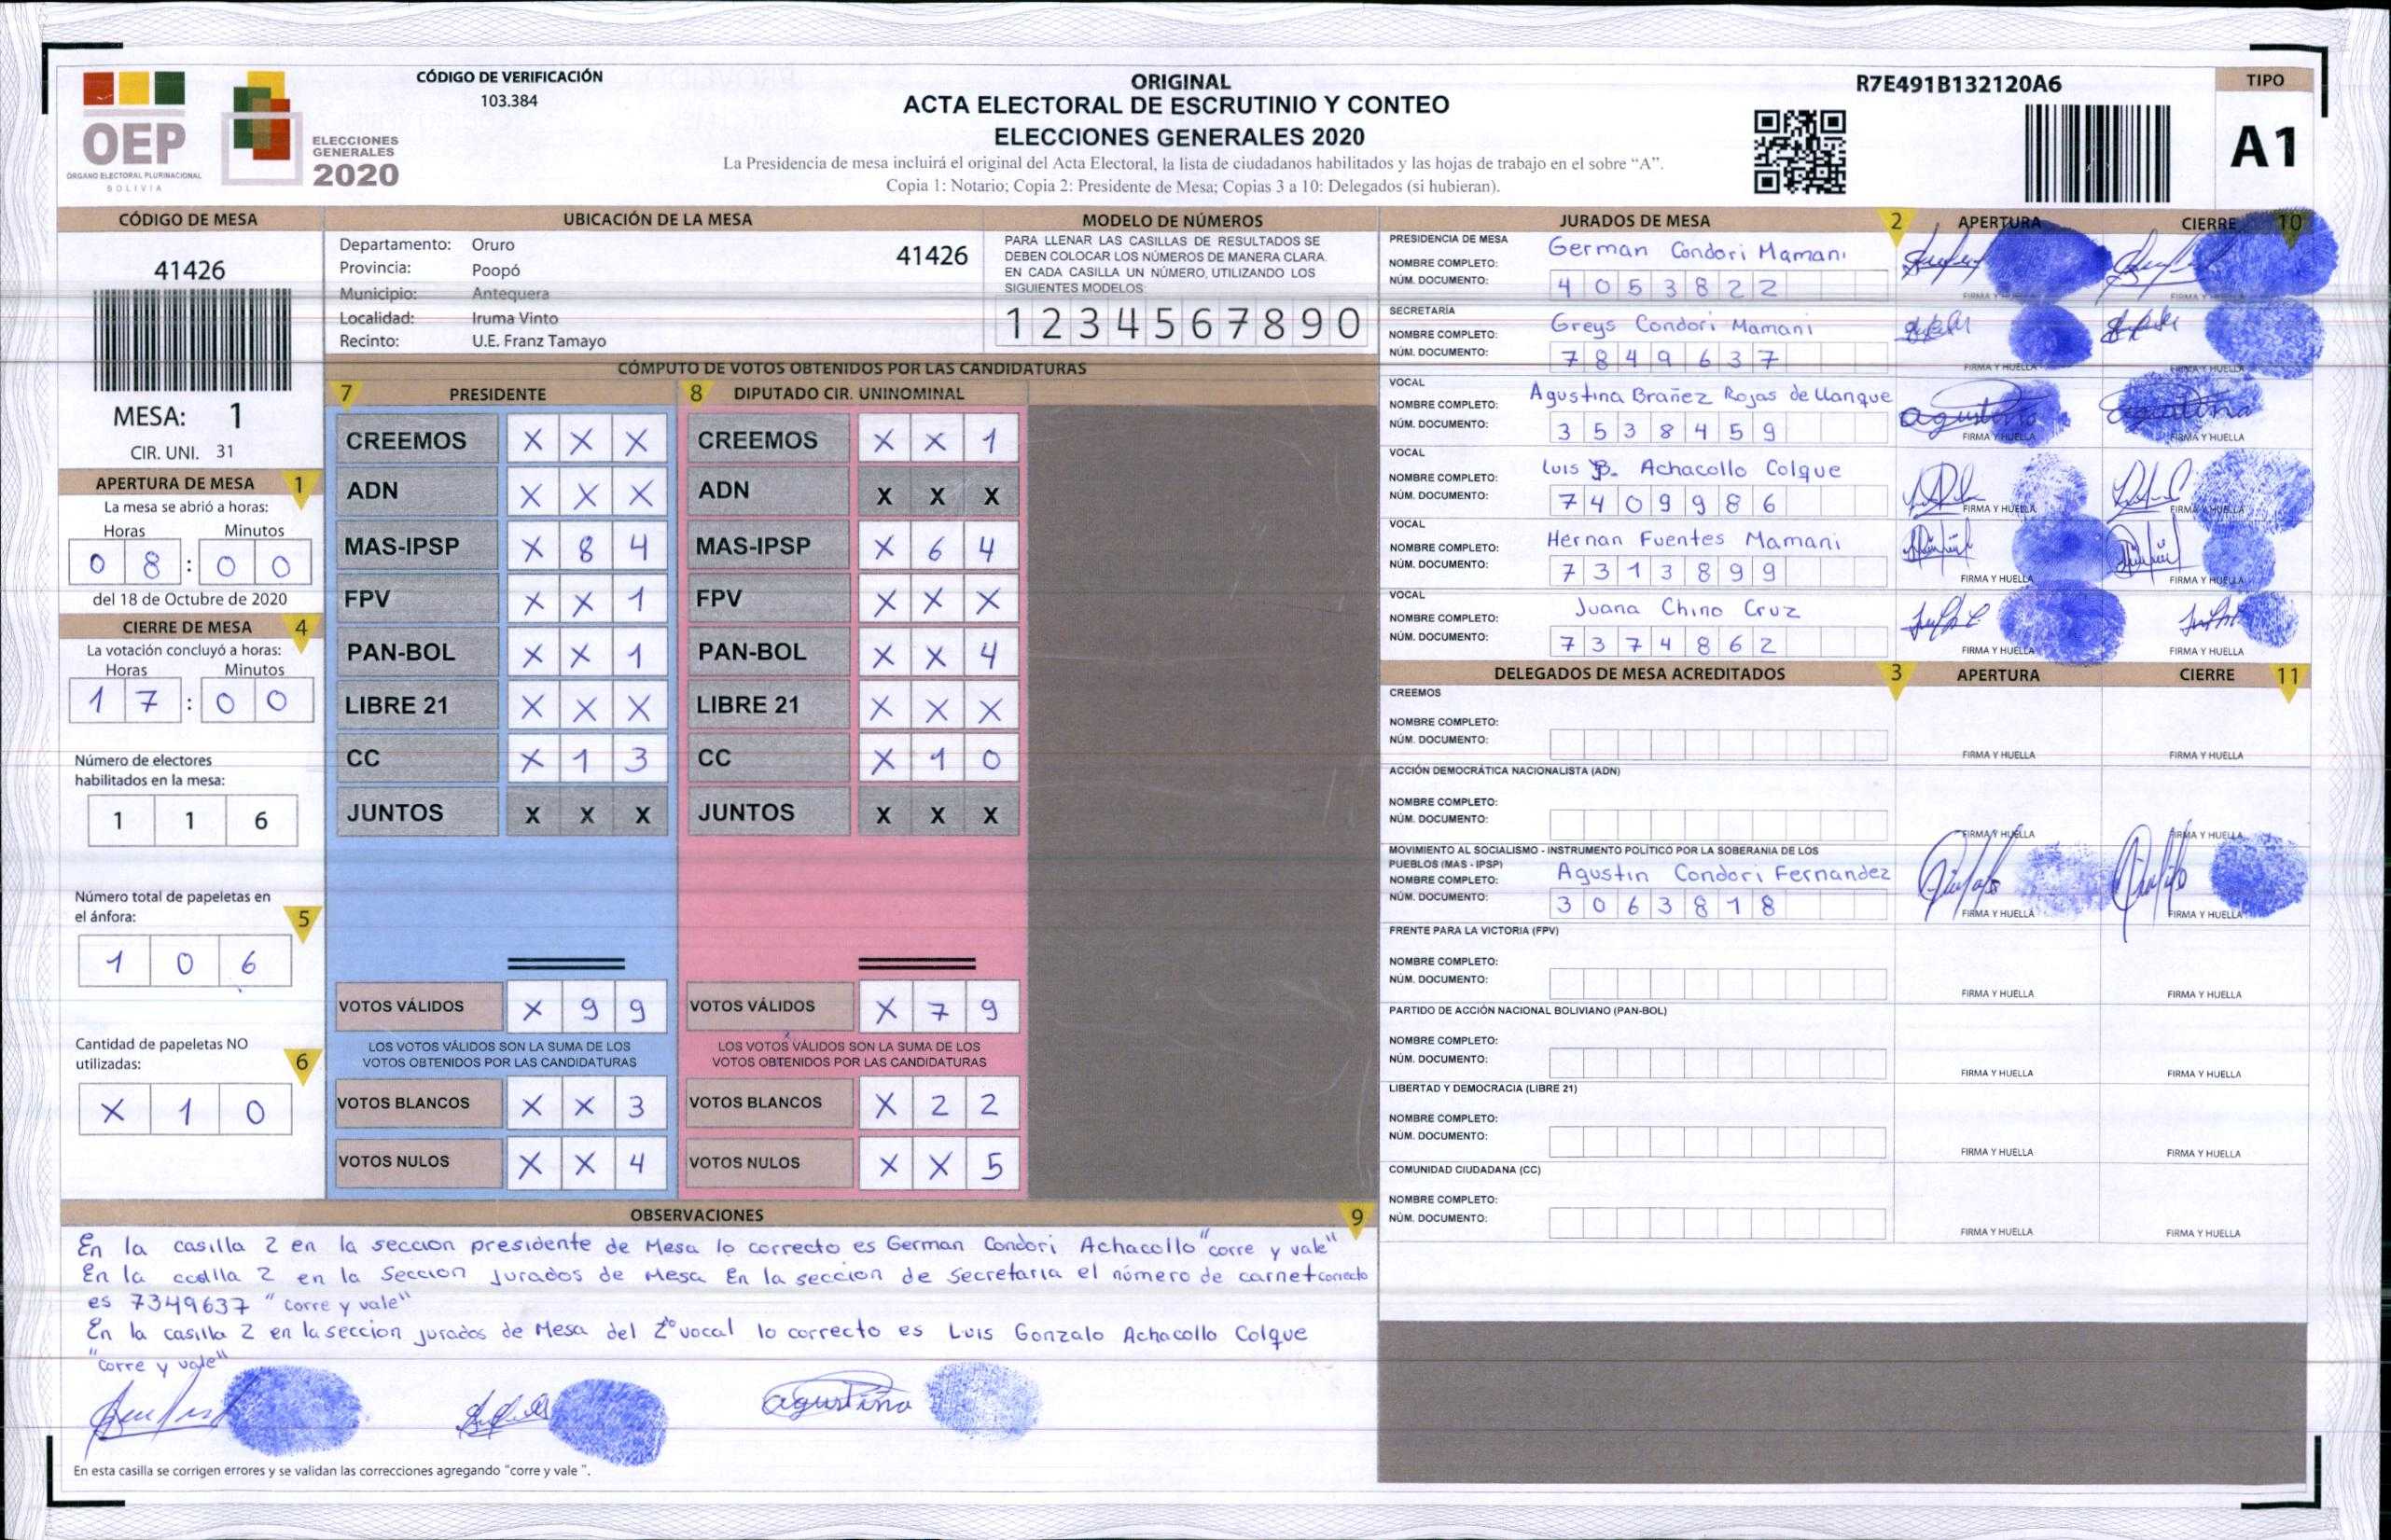 CÓDIGO DE VERIFICACIÓN
103.384
OEP
ÓRGANO ELECTORAL PLURINACIONAL
BOLIVIA
ELECCIONES
GENERALES
2020
ORIGINAL
ACTA ELECTORAL DE ESCRUTINIO Y CONTEO
ELECCIONES GENERALES 2020
La Presidencia de mesa incluirá el original del Acta Electoral, la lista de ciudadanos habilitados y las hojas de trabajo en el sobre “A”.
Copia 1: Notario; Copia 2: Presidente de Mesa; Copias 3 a 10: Delegados (si hubieran).
R7E491B132120A6
TIPO
A1
CÓDIGO DE MESA
41426
MESA: 1
CIR. UNI. 31
APERTURA DE MESA 1
La mesa se abrió a horas:
Horas Minutos
0 8 : 0 0
del 18 de Octubre de 2020
CIERRE DE MESA 4
La votación concluyó a horas:
Horas Minutos
1 7 : 0 0
Número de electores
habilitados en la mesa:
1 1 6
Número total de papeletas en
el ánfora: 5
1 0 6
Cantidad de papeletas NO
utilizadas: 6
X 1 0
UBICACIÓN DE LA MESA
Departamento: Oruro 41426
Provincia: Poopó
Municipio: Antequera
Localidad: Iruma Vinto
Recinto: U.E. Franz Tamayo
MODELO DE NÚMEROS
PARA LLENAR LAS CASILLAS DE RESULTADOS SE
DEBEN COLOCAR LOS NÚMEROS DE MANERA CLARA.
EN CADA CASILLA UN NÚMERO, UTILIZANDO LOS
SIGUIENTES MODELOS:
1 2 3 4 5 6 7 8 9 0
CÓMPUTO DE VOTOS OBTENIDOS POR LAS CANDIDATURAS
7 PRESIDENTE 8 DIPUTADO CIR. UNINOMINAL
CREEMOS X X X CREEMOS X X 1
ADN X X X ADN X X X
MAS-IPSP X 8 4 MAS-IPSP X 6 4
FPV X X 1 FPV X X X
PAN-BOL X X 1 PAN-BOL X X 4
LIBRE 21 X X X LIBRE 21 X X X
CC X 1 3 CC X 1 0
JUNTOS X X X JUNTOS X X X
VOTOS VÁLIDOS X 9 9 VOTOS VÁLIDOS X 7 9
LOS VOTOS VÁLIDOS SON LA SUMA DE LOS LOS VOTOS VÁLIDOS SON LA SUMA DE LOS
VOTOS OBTENIDOS POR LAS CANDIDATURAS VOTOS OBTENIDOS POR LAS CANDIDATURAS
VOTOS BLANCOS X X 3 VOTOS BLANCOS X 2 2
VOTOS NULOS X X 4 VOTOS NULOS X X 5
JURADOS DE MESA 2 APERTURA CIERRE 10
PRESIDENCIA DE MESA
NOMBRE COMPLETO: German Condori Mamani
NÚM. DOCUMENTO: 4 0 5 3 8 2 2
FIRMA Y FIRMA Y
SECRETARÍA
NOMBRE COMPLETO: Greys Condori Mamani
NÚM. DOCUMENTO: 7 8 4 9 6 3 7
FIRMA Y HUELLA FIRMA Y HUELLA
VOCAL
NOMBRE COMPLETO: Agustina Brañez Rojas de Llanque
NÚM. DOCUMENTO: 3 5 3 8 4 5 9
Agustina Agustina
FIRMA Y HUELLA FIRMA Y HUELLA
VOCAL
NOMBRE COMPLETO: Luis Achacollo Colque
NÚM. DOCUMENTO: 7 4 0 9 9 8 6
FIRMA Y HUELLA FIRMA Y HUELLA
VOCAL
NOMBRE COMPLETO: Hernan Fuentes Mamani
NÚM. DOCUMENTO: 7 3 1 3 8 9 9
FIRMA Y HUELLA FIRMA Y HUELLA
VOCAL
NOMBRE COMPLETO: Juana Chino Cruz
NÚM. DOCUMENTO: 7 3 7 4 8 6 2
FIRMA Y HUELLA FIRMA Y HUELLA
DELEGADOS DE MESA ACREDITADOS 3 APERTURA CIERRE 11
CREEMOS
NOMBRE COMPLETO:
NÚM. DOCUMENTO:
FIRMA Y HUELLA FIRMA Y HUELLA
ACCIÓN DEMOCRÁTICA NACIONALISTA (ADN)
NOMBRE COMPLETO:
NÚM. DOCUMENTO:
FIRMA Y HUELLA FIRMA Y HUELLA
MOVIMIENTO AL SOCIALISMO - INSTRUMENTO POLÍTICO POR LA SOBERANIA DE LOS
PUEBLOS (MAS - IPSP)
NOMBRE COMPLETO: Agustin Condori Fernandez
NÚM. DOCUMENTO: 3 0 6 3 8 1 8
FIRMA Y HUELLA FIRMA Y HUELLA
FRENTE PARA LA VICTORIA (FPV)
NOMBRE COMPLETO:
NÚM. DOCUMENTO:
FIRMA Y HUELLA FIRMA Y HUELLA
PARTIDO DE ACCIÓN NACIONAL BOLIVIANO (PAN-BOL)
NOMBRE COMPLETO:
NÚM. DOCUMENTO:
FIRMA Y HUELLA FIRMA Y HUELLA
LIBERTAD Y DEMOCRACIA (LIBRE 21)
NOMBRE COMPLETO:
NÚM. DOCUMENTO:
FIRMA Y HUELLA FIRMA Y HUELLA
COMUNIDAD CIUDADANA (CC)
NOMBRE COMPLETO:
NÚM. DOCUMENTO:
FIRMA Y HUELLA FIRMA Y HUELLA
OBSERVACIONES 9
En la casilla 2 en la seccion presidente de Mesa lo correcto es German Condori Achacollo "corre y vale"
En la casilla 2 en la Seccion jurados de Mesa En la seccion de secretaria el número de carnet correcto
es 7349637 "corre y vale"
En la casilla 2 en la seccion jurados de Mesa del 2° vocal lo correcto es Luis Gonzalo Achacollo Colque
"corre y vale"
Agustina
En esta casilla se corrigen errores y se validan las correcciones agregando “corre y vale ”.